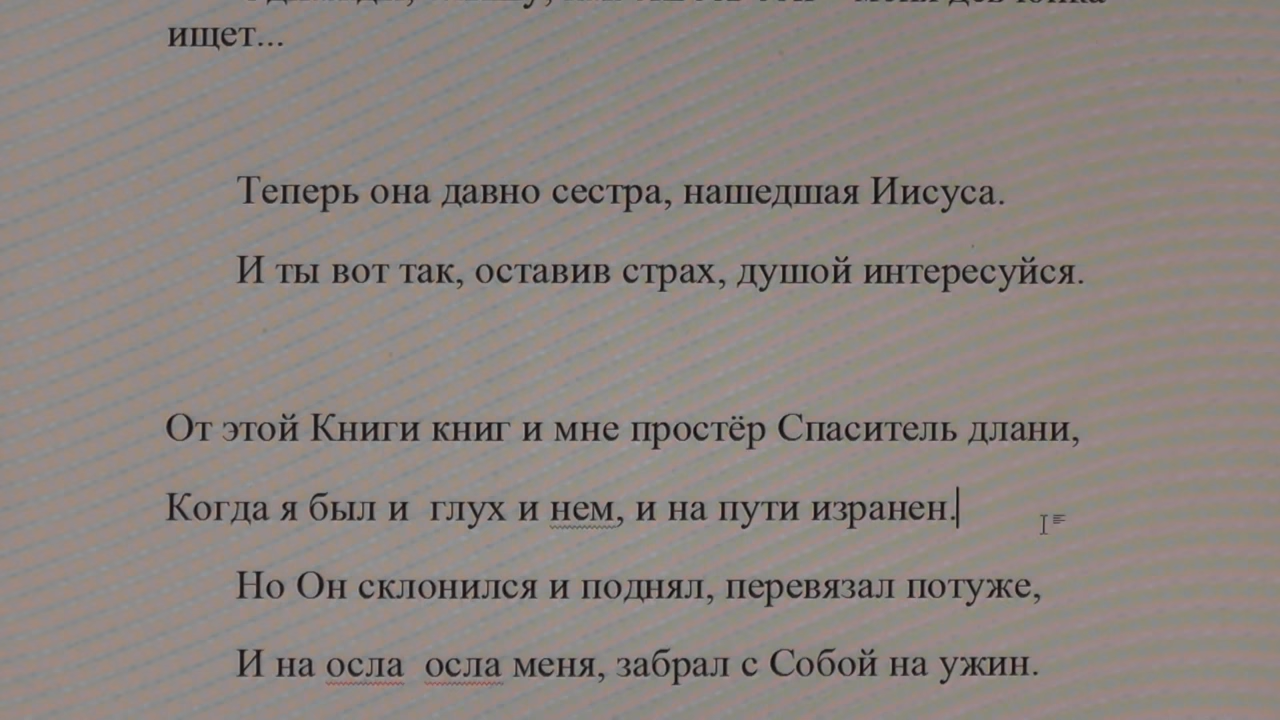 ищет...
Теперь она давно сестра, нашедшая Иисуса.
И ты вот так, оставив страх, душой интересуйся.
От этой Книги книг и мне простёр Спаситель длани,
Когда я был и  глух и нем, и на пути изранен.
Но Он склонился и поднял, перевязал потуже,
И на осла  осла меня, забрал с Собой на ужин.